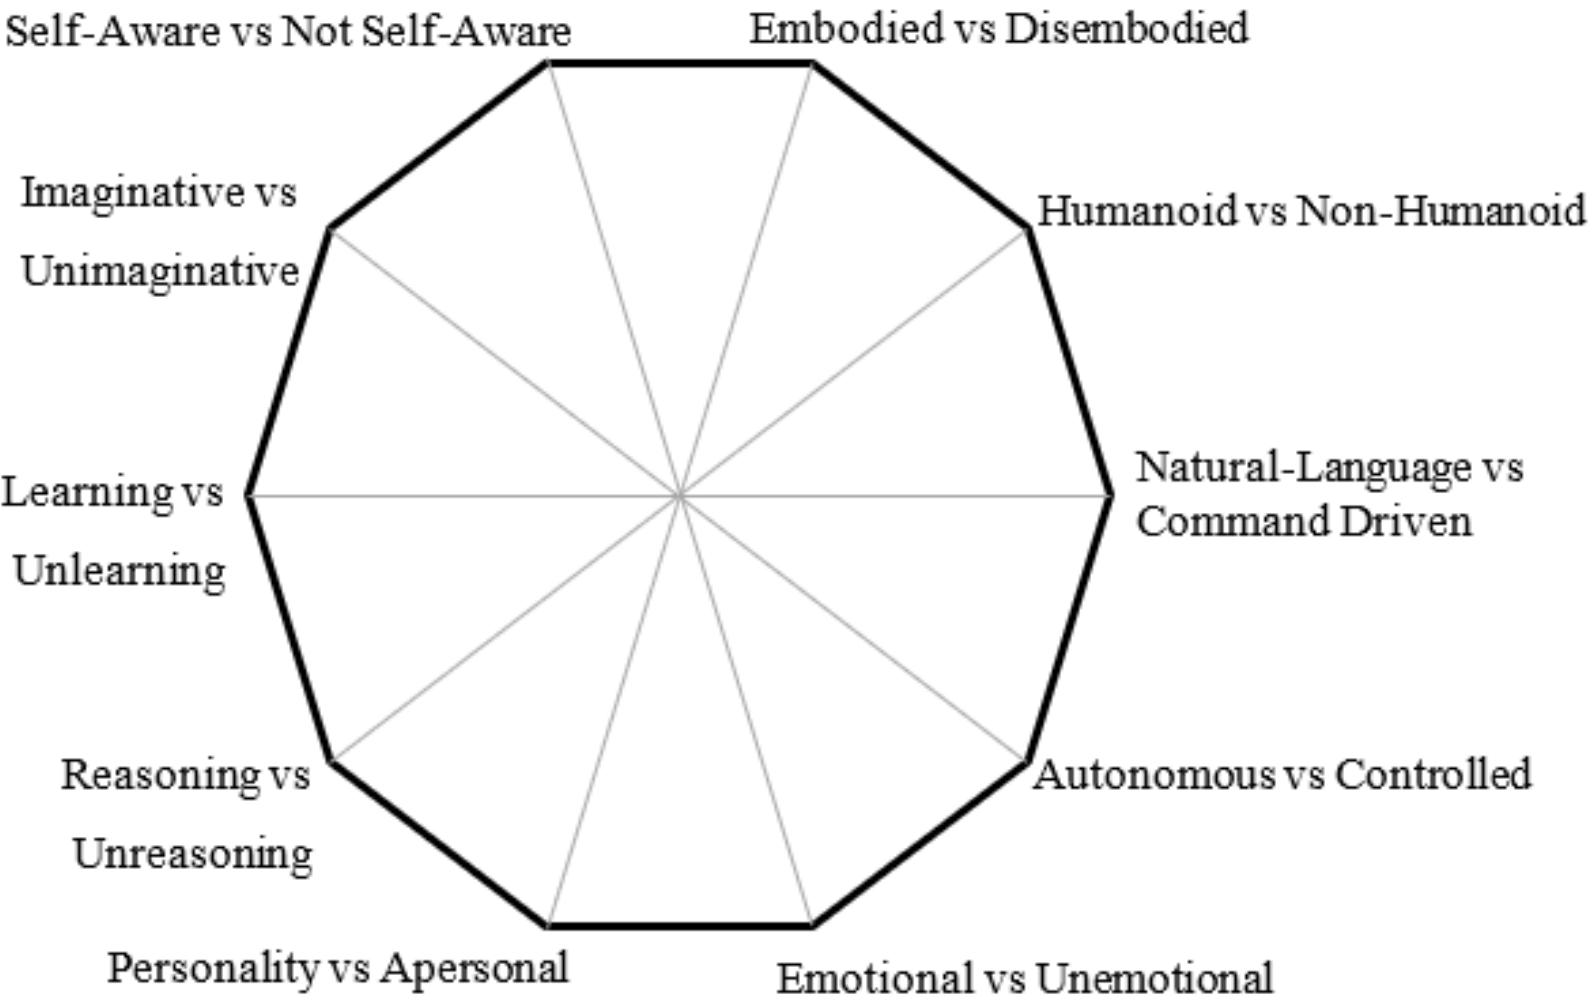 Self-Aware vs Not Self-Aware
Embodied vs Disembodied
Imaginative vs
Unimaginative
Humanoid vs Non-Humanoid
Learning vs
Unlearning
Natural-Language vs
Command Driven
Reasoning vs
Unreasoning
Autonomous vs Controlled
Personality vs Apersonal
Emotional vs Unemotional